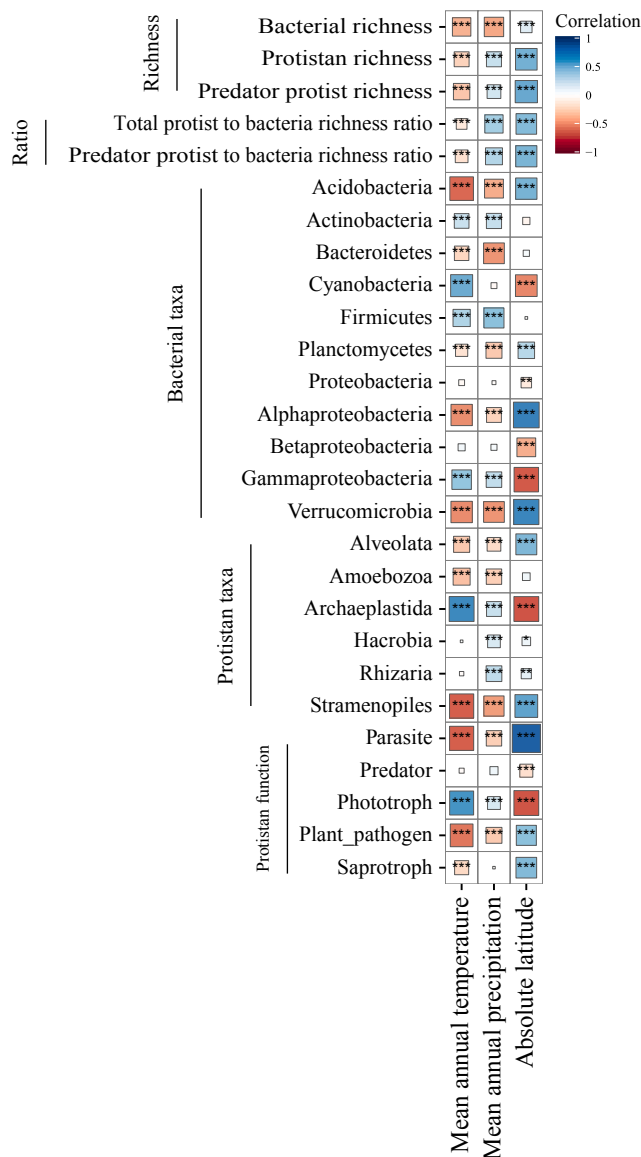 Correlation
1
0.5
0
−0.5
−1
Richness
Bacterial richness *** *** ***
Protistan richness *** *** ***
Predator protist richness *** *** ***
Ratio
Total protist to bacteria richness ratio *** *** ***
Predator protist to bacteria richness ratio *** *** ***
Bacterial taxa
Acidobacteria *** *** ***
Actinobacteria *** ***
Bacteroidetes *** ***
Cyanobacteria *** ***
Firmicutes *** ***
Planctomycetes *** *** ***
Proteobacteria **
Alphaproteobacteria *** *** ***
Betaproteobacteria ***
Gammaproteobacteria *** *** ***
Verrucomicrobia *** *** ***
Protistan taxa
Alveolata *** *** ***
Amoebozoa *** ***
Archaeplastida *** *** ***
Hacrobia *** *
Rhizaria *** **
Stramenopiles *** *** ***
Protistan function
Parasite *** *** ***
Predator ***
Phototroph *** *** ***
Plant_pathogen *** *** ***
Saprotroph *** ***
Mean annual temperature
Mean annual precipitation
Absolute latitude